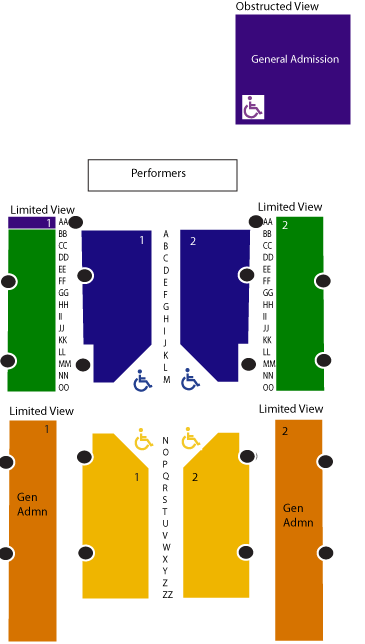 Obstructed View
General Admission
Performers
Limited View
Limited View
1
AA
AA
2
BB
BB
CC
CC
DD
DD
EE
EE
FF
FF
GG
GG
HH
HH
II
II
JJ
JJ
KK
KK
LL
LL
MM
MM
NN
NN
OO
OO
1
2
A
B
C
D
E
F
G
H
I
J
K
L
M
Limited View
Limited View
1
2
Gen
Admn
Gen
Admn
1
2
N
O
P
Q
R
S
T
U
V
W
X
Y
Z
ZZ
)